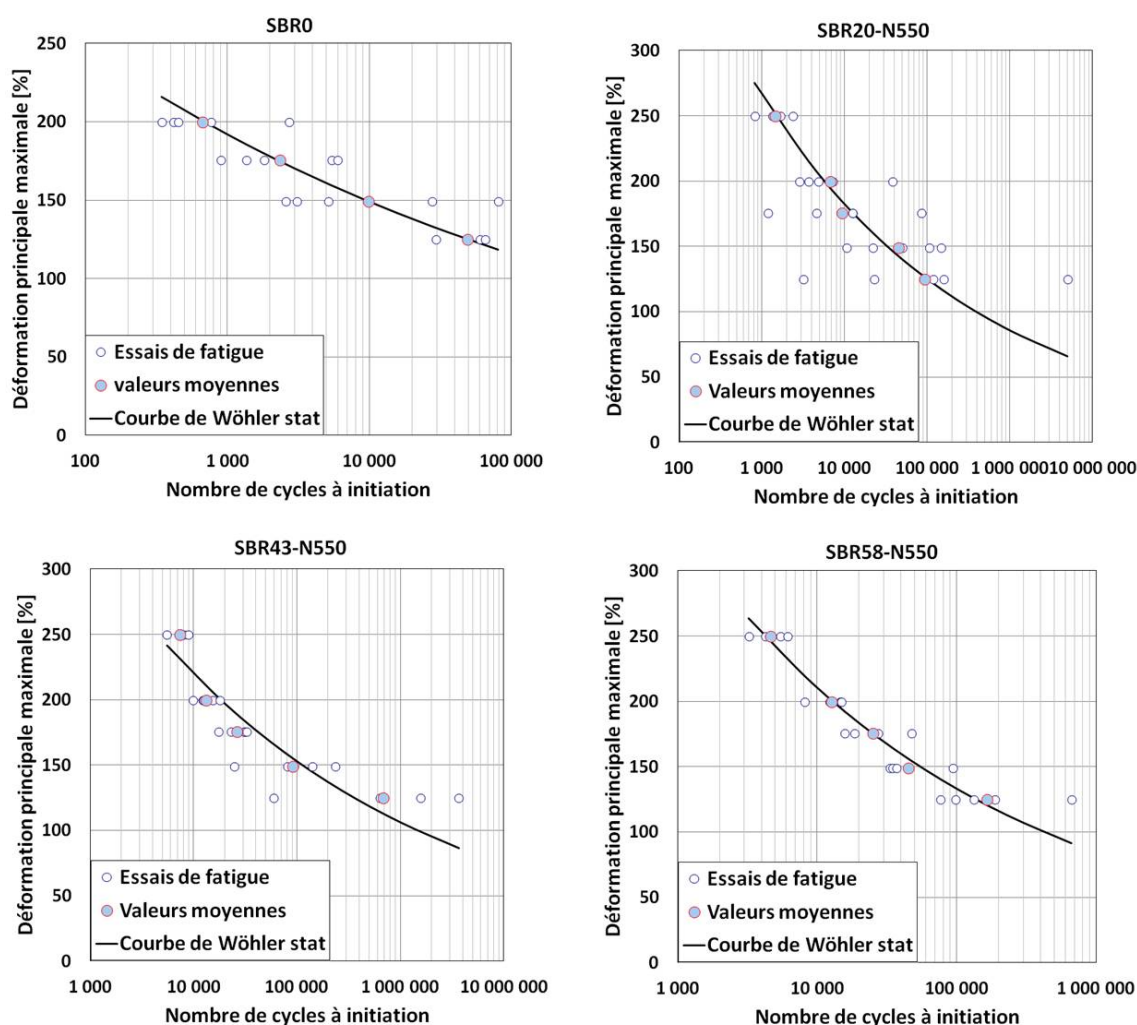 SBR0
Déformation principale maximale [%]
250
200
150
100
50
0
Essais de fatigue
valeurs moyennes
Courbe de Wöhler stat
100 1 000 10 000 100 000
Nombre de cycles à initiation
SBR20-N550
Déformation principale maximale [%]
300
250
200
150
100
50
0
Essais de fatigue
Valeurs moyennes
Courbe de Wöhler stat
100 1 000 10 000 100 000 1 000 000 10 000 000
Nombre de cycles à initiation
SBR43-N550
Déformation principale maximale [%]
300
250
200
150
100
50
0
Essais de fatigue
Valeurs moyennes
Courbe de Wöhler stat
1 000 10 000 100 000 1 000 000 10 000 000
Nombre de cycles à initiation
SBR58-N550
Déformation principale maximale [%]
300
250
200
150
100
50
0
Essais de fatigue
Valeurs moyennes
Courbe de Wöhler stat
1 000 10 000 100 000 1 000 000
Nombre de cycles à initiation